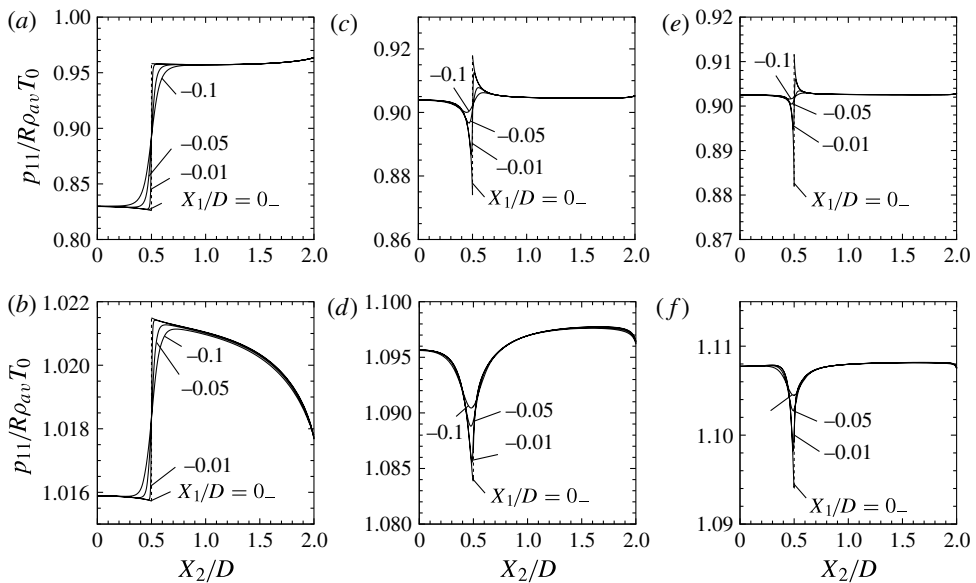 (a)
1.00
0.95
0.90
0.85
0.80
p₁₁/Rρ_av T₀
–0.1
–0.05
–0.01
X₁/D = 0₋
0 0.5 1.0 1.5 2.0
(c)
0.92
0.90
0.88
0.86
–0.1
–0.05
–0.01
X₁/D = 0₋
0 0.5 1.0 1.5 2.0
(e)
0.92
0.91
0.90
0.89
0.88
0.87
–0.1
–0.05
–0.01
X₁/D = 0₋
0 0.5 1.0 1.5 2.0
(b)
1.022
1.020
1.018
1.016
p₁₁/Rρ_av T₀
–0.1
–0.05
–0.01
X₁/D = 0₋
0 0.5 1.0 1.5 2.0
X₂/D
(d)
1.100
1.095
1.090
1.085
1.080
–0.1
–0.05
–0.01
X₁/D = 0₋
0 0.5 1.0 1.5 2.0
X₂/D
(f)
1.11
1.10
1.09
–0.05
–0.01
X₁/D = 0₋
0 0.5 1.0 1.5 2.0
X₂/D